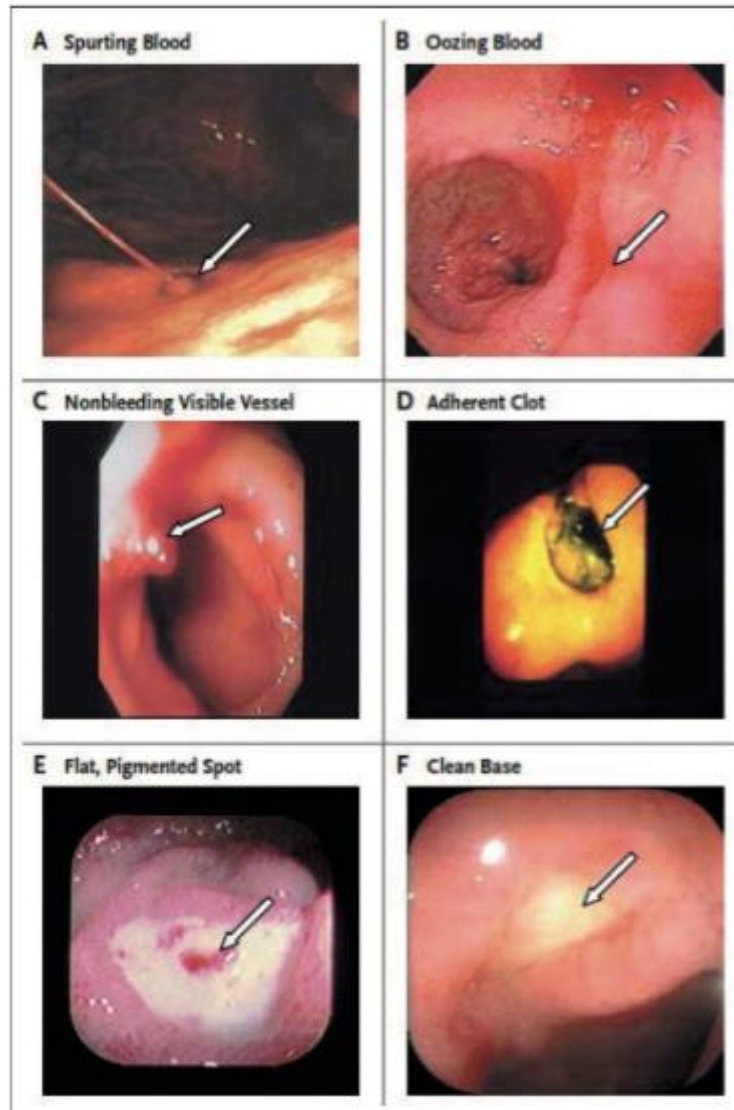 A Spurting Blood
B Oozing Blood
C Nonbleeding Visible Vessel
D Adherent Clot
E Flat, Pigmented Spot
F Clean Base